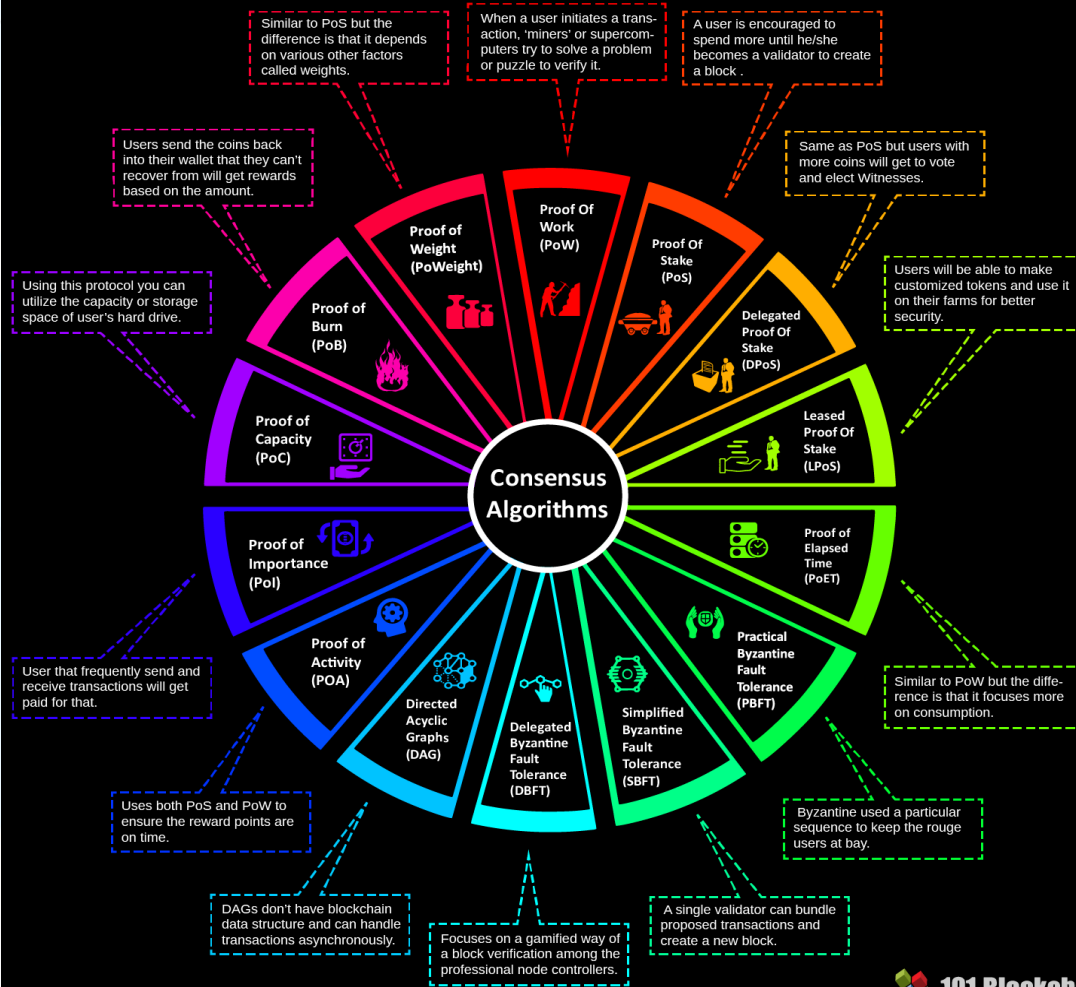 Similar to PoS but the
difference is that it depends
on various other factors
called weights.
When a user initiates a trans-
action, ‘miners’ or supercom-
puters try to solve a problem
or puzzle to verify it.
A user is encouraged to
spend more until he/she
becomes a validator to create
a block .
Users send the coins back
into their wallet that they can’t
recover from will get rewards
based on the amount.
Same as PoS but users with
more coins will get to vote
and elect Witnesses.
Using this protocol you can
utilize the capacity or storage
space of user’s hard drive.
Users will be able to make
customized tokens and use it
on their farms for better
security.
Proof of
Weight
(PoWeight)
Proof Of
Work
(PoW)
Proof Of
Stake
(PoS)
Proof of
Burn
(PoB)
Delegated
Proof Of
Stake
(DPoS)
Proof of
Capacity
(PoC)
Leased
Proof Of
Stake
(LPoS)
Consensus
Algorithms
Proof of
Importance
(PoI)
Proof of
Elapsed
Time
(PoET)
Proof of
Activity
(POA)
Directed
Acyclic
Graphs
(DAG)
Delegated
Byzantine
Fault
Tolerance
(DBFT)
Simplified
Byzantine
Fault
Tolerance
(SBFT)
Practical
Byzantine
Fault
Tolerance
(PBFT)
User that frequently send and
receive transactions will get
paid for that.
Similar to PoW but the diffe-
rence is that it focuses more
on consumption.
Uses both PoS and PoW to
ensure the reward points are
on time.
Byzantine used a particular
sequence to keep the rouge
users at bay.
DAGs don’t have blockchain
data structure and can handle
transactions asynchronously.
Focuses on a gamified way of
a block verification among the
professional node controllers.
A single validator can bundle
proposed transactions and
create a new block.
101